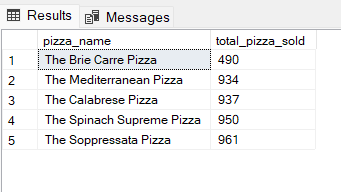 Results Messages
pizza_name total_pizza_sold
1 The Brie Carre Pizza 490
2 The Mediterranean Pizza 934
3 The Calabrese Pizza 937
4 The Spinach Supreme Pizza 950
5 The Soppressata Pizza 961